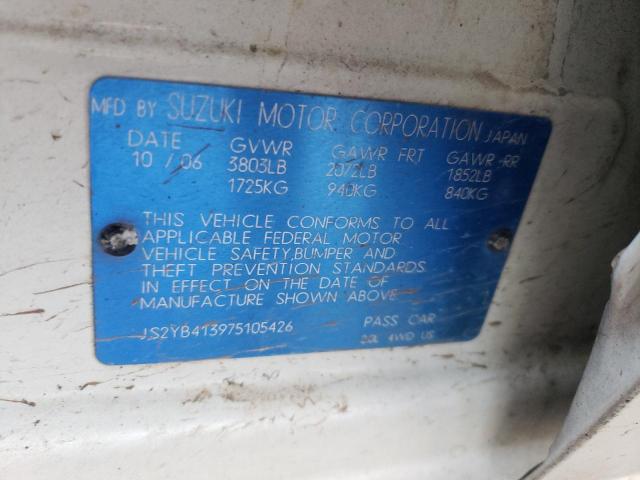 MFD BY SUZUKI MOTOR CORPORATION JAPAN
DATE GVWR GAWR FRT GAWR RR
10 / 06 3803LB 2072LB 1852LB
1725KG 940KG 840KG
THIS VEHICLE CONFORMS TO ALL
APPLICABLE FEDERAL MOTOR
VEHICLE SAFETY,BUMPER AND
THEFT PREVENTION STANDARDS
IN EFFECT ON THE DATE OF
MANUFACTURE SHOWN ABOVE
JS2YB413975105426 PASS CAR
2.0L 4WD US